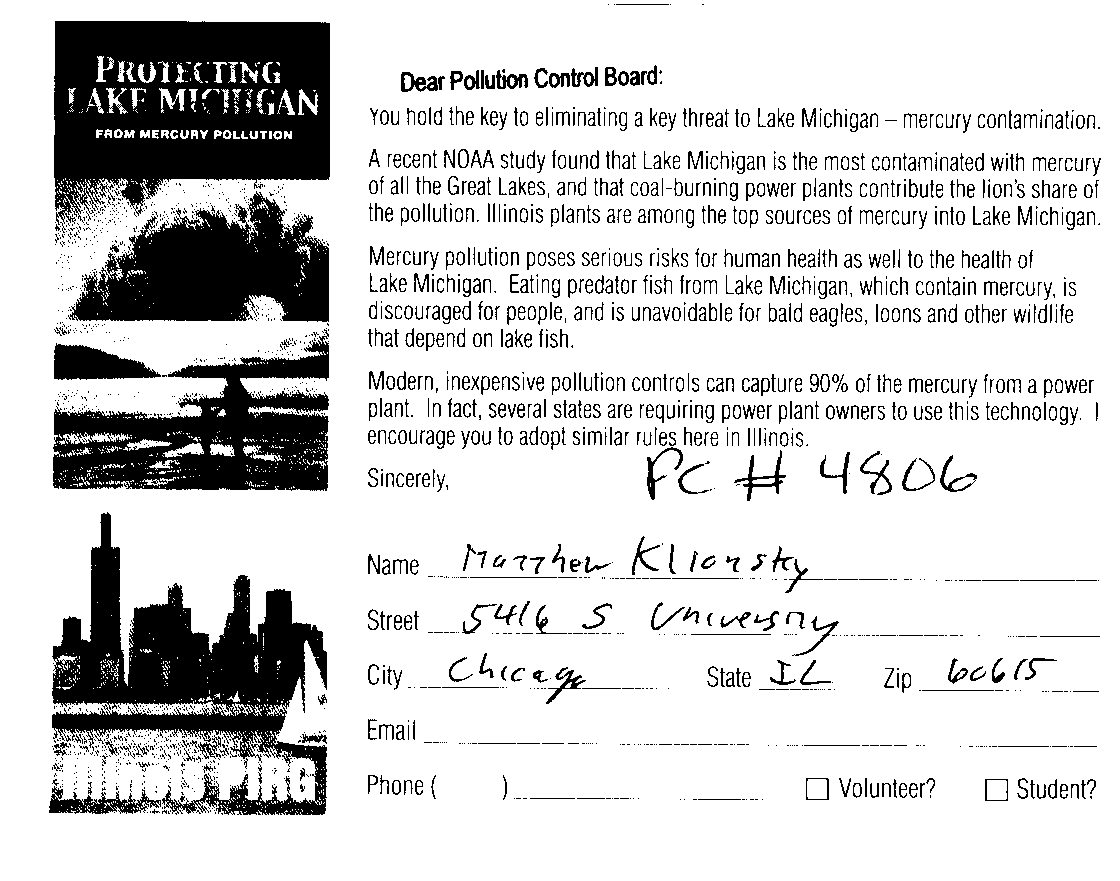 PROTECTING
LAKE MICHIGAN
FROM MERCURY POLLUTION
Illinois PIRG
Dear Pollution Control Board:
You hold the key to eliminating a key threat to Lake Michigan – mercury contamination.
A recent NOAA study found that Lake Michigan is the most contaminated with mercury
of all the Great Lakes, and that coal-burning power plants contribute the lion's share of
the pollution. Illinois plants are among the top sources of mercury into Lake Michigan.
Mercury pollution poses serious risks for human health as well to the health of
Lake Michigan. Eating predator fish from Lake Michigan, which contain mercury, is
discouraged for people, and is unavoidable for bald eagles, loons and other wildlife
that depend on lake fish.
Modern, inexpensive pollution controls can capture 90% of the mercury from a power
plant. In fact, several states are requiring power plant owners to use this technology. I
encourage you to adopt similar rules here in Illinois.
Sincerely,
PC # 4806
Name Matthew Klionsky
Street 5416 S University
City Chicago State IL Zip 60615
Email
Phone ( ) Volunteer? Student?